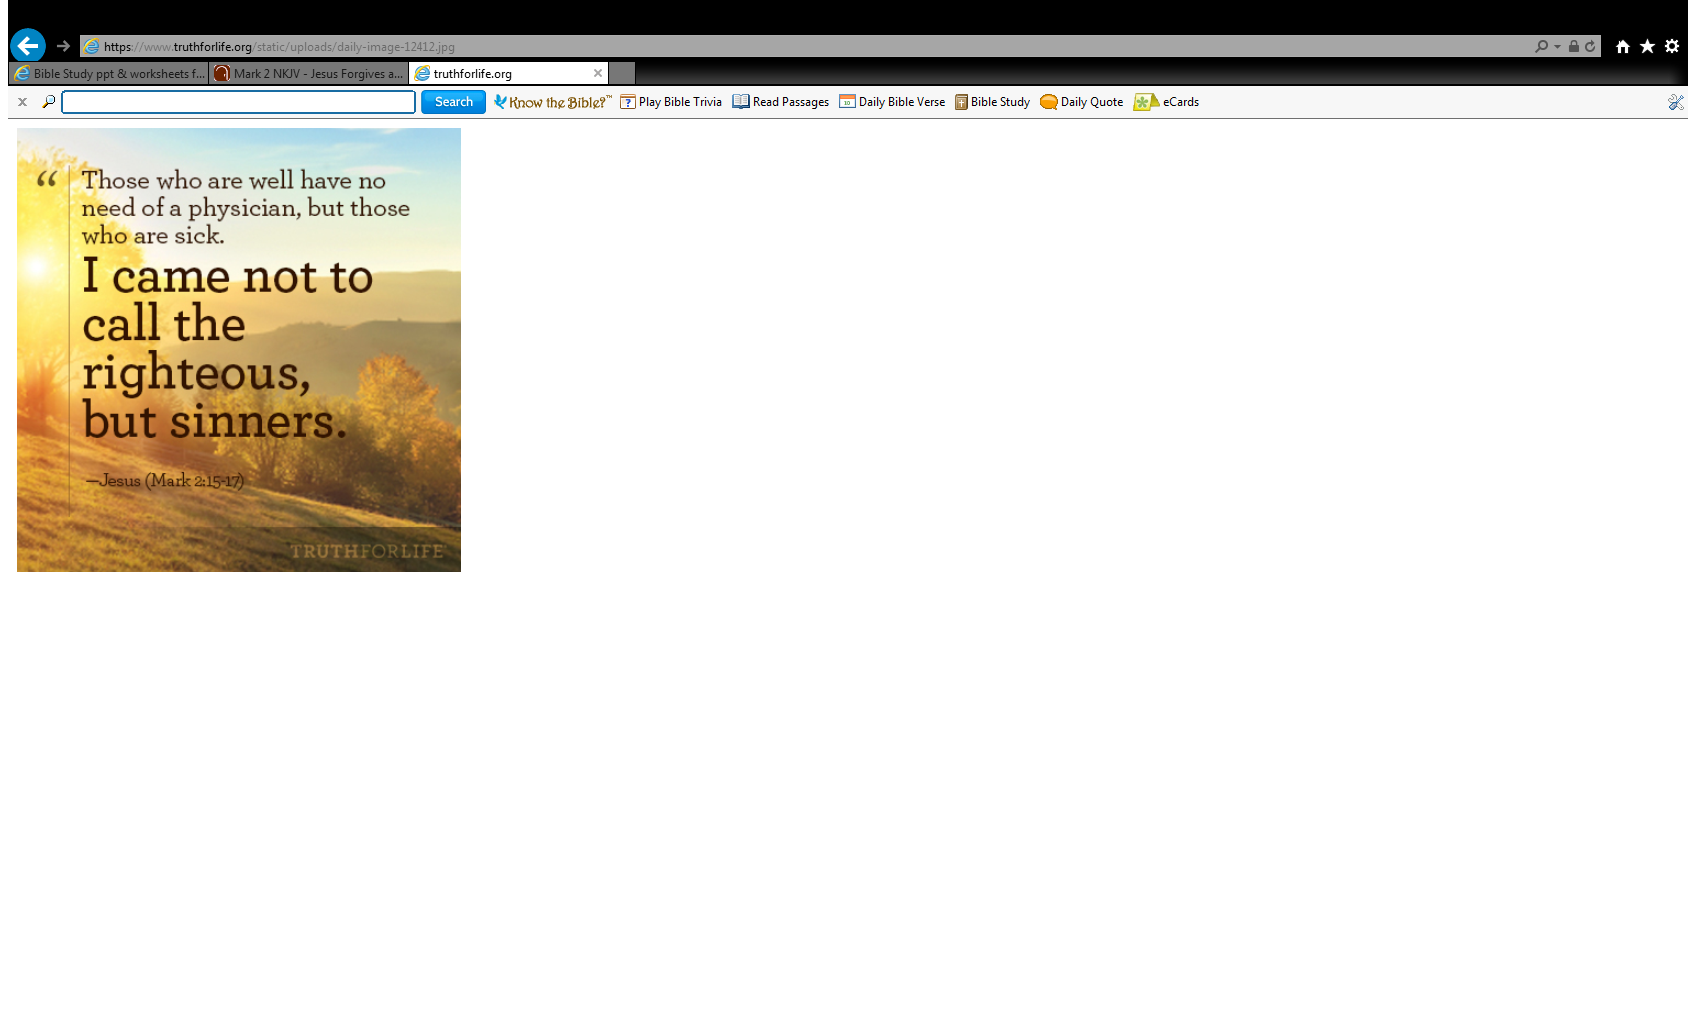 https://www.truthforlife.org/static/uploads/daily-image-12412.jpg
Bible Study ppt & worksheets f... Mark 2 NKJV - Jesus Forgives a... truthforlife.org
Search Know the Bible?™ Play Bible Trivia Read Passages Daily Bible Verse Bible Study Daily Quote eCards
“ Those who are well have no
need of a physician, but those
who are sick.
I came not to
call the
righteous,
but sinners.
—Jesus (Mark 2:15-17)
TRUTHFORLIFE